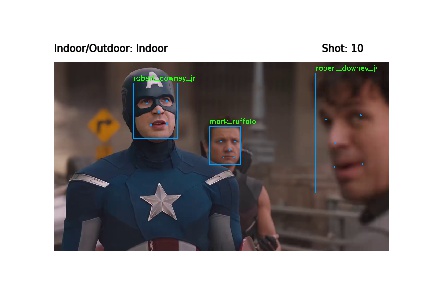 Indoor/Outdoor: Indoor
Shot: 10
robert_downey_jr
robert_downey_jr
mark_ruffalo
A